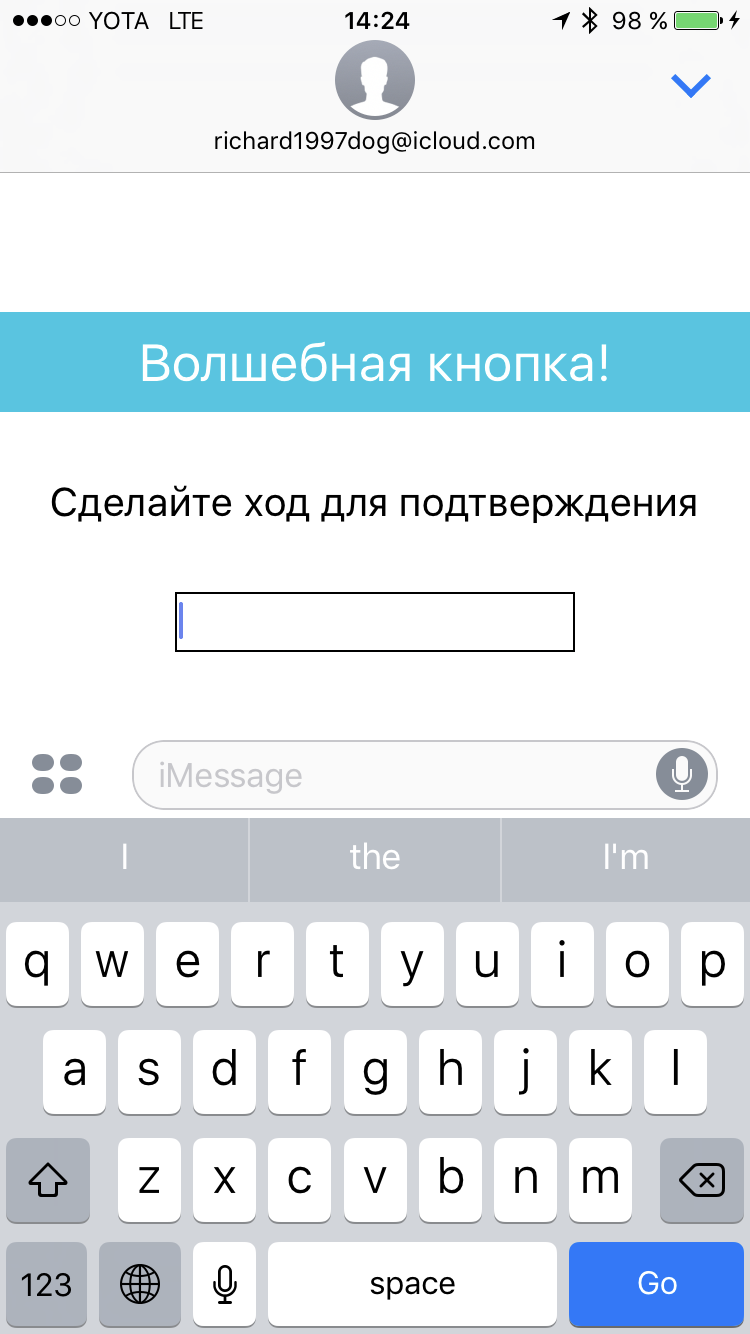 YOTA LTE 14:24 98 %
richard1997dog@icloud.com
Волшебная кнопка!
Сделайте ход для подтверждения
iMessage
I the I'm
q w e r t y u i o p
a s d f g h j k l
z x c v b n m
123 space Go